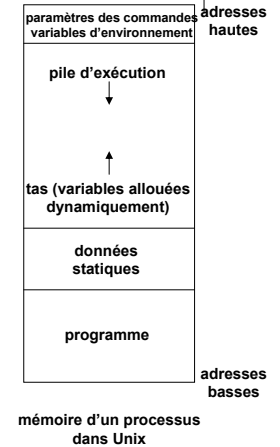 paramètres des commandes
variables d'environnement
adresses
hautes
pile d'exécution
tas (variables allouées
dynamiquement)
données
statiques
programme
adresses
basses
mémoire d'un processus
dans Unix